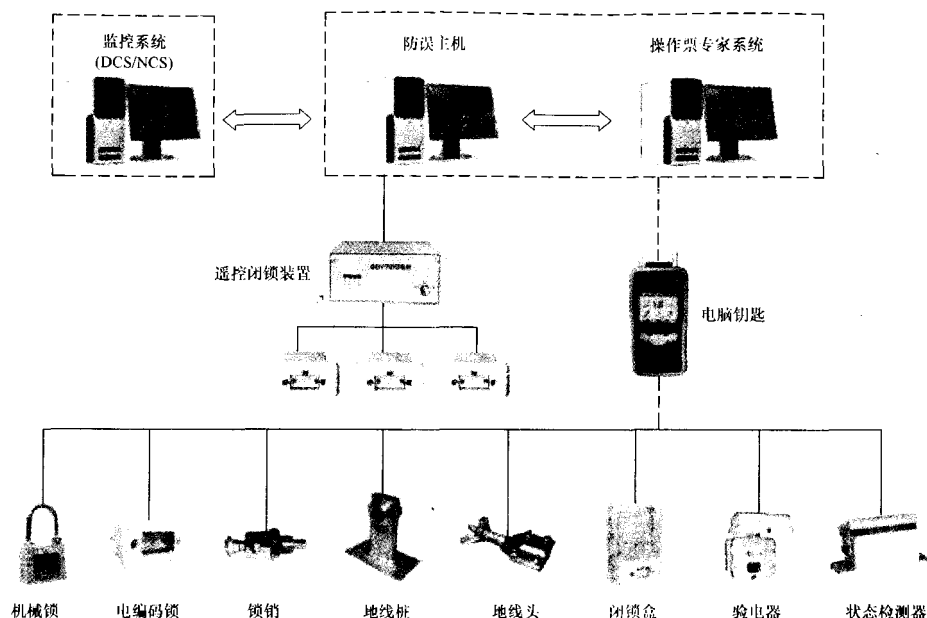 监控系统
(DCS/NCS)
防误主机
操作票专家系统
遥控闭锁装置
电脑钥匙
机械锁
电编码锁
锁销
地线桩
地线头
闭锁盒
验电器
状态检测器